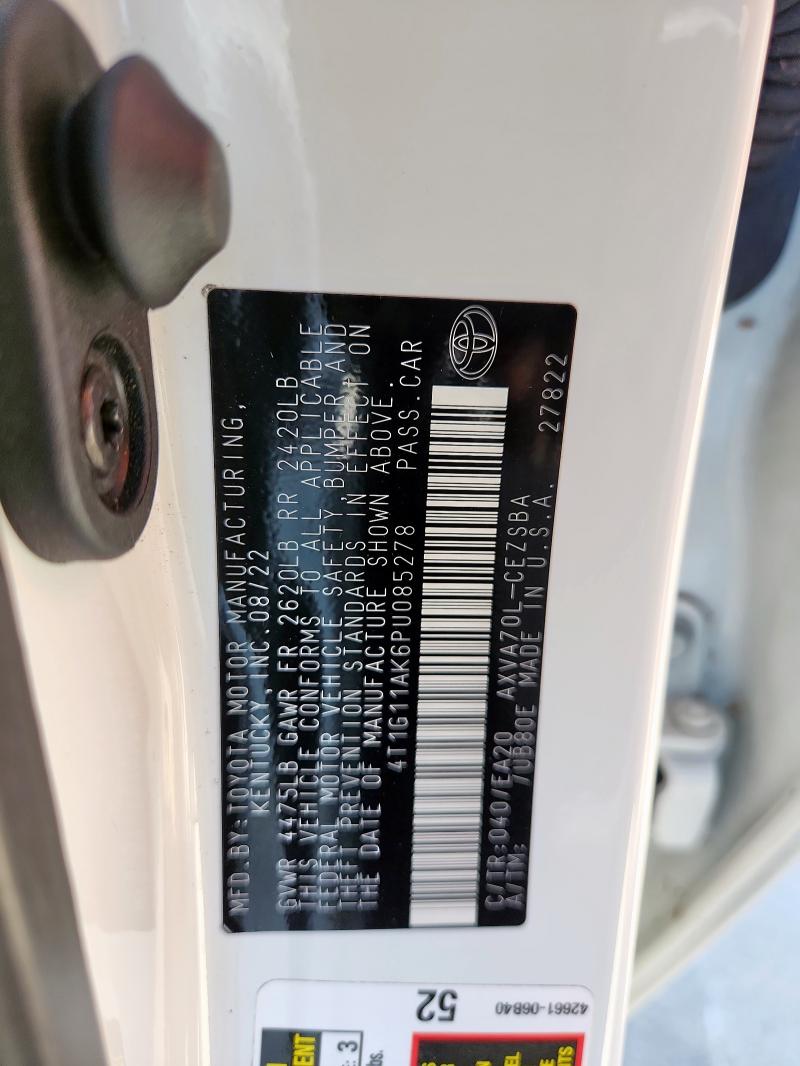 MFD.BY: TOYOTA MOTOR MANUFACTURING,
KENTUCKY, INC. 08/22
GVWR 4475LB GAWR FR 2620LB RR 2420LB
THIS VEHICLE CONFORMS TO ALL APPLICABLE
FEDERAL MOTOR VEHICLE SAFETY,BUMPER,AND
THEFT PREVENTION STANDARDS IN EFFECT ON
THE DATE OF MANUFACTURE SHOWN ABOVE.
4T1G11AK6PU085278 PASS.CAR
C/TR:040/EA20 AXVA70L-CEZSBA
A/TM: /UB80E MADE IN U.S.A. 27822
52
42661-06B40
3